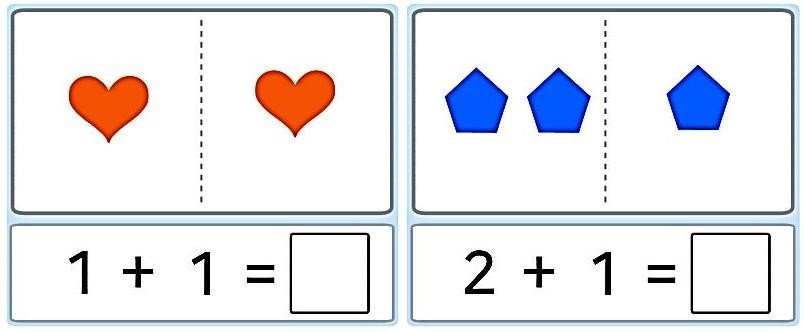 1 + 1 =
2 + 1 =